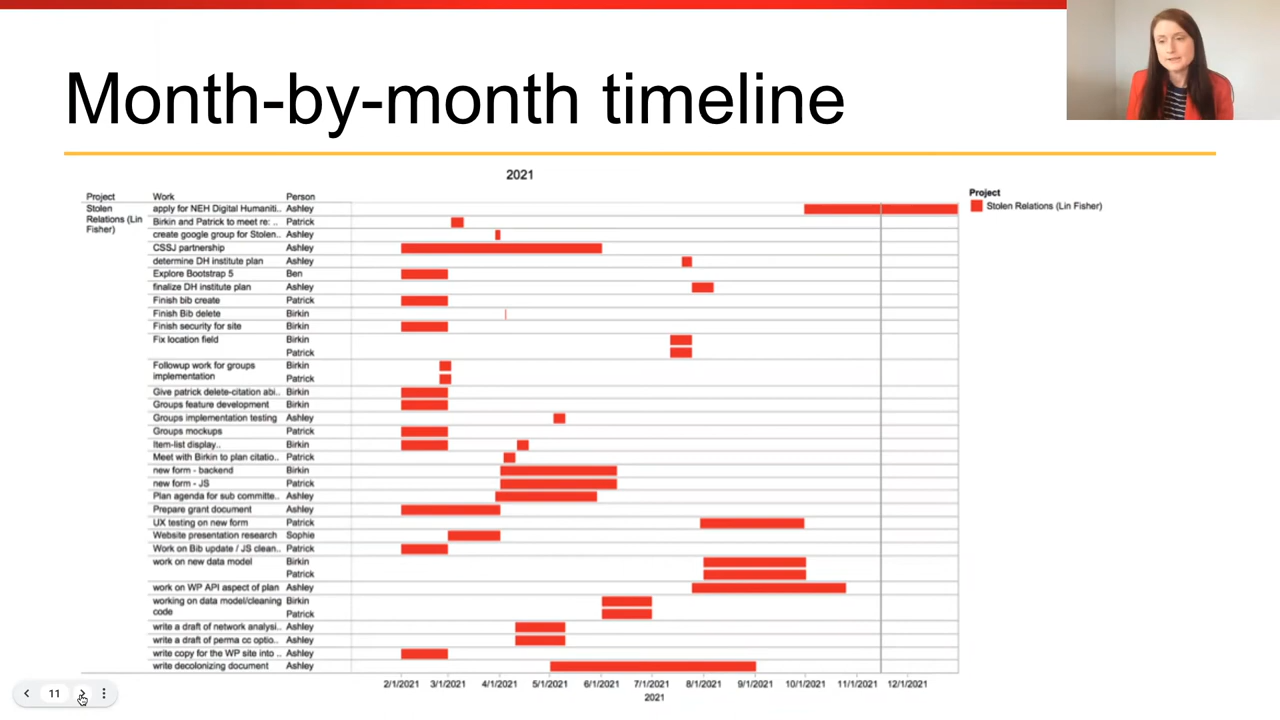 Month-by-month timeline
2021
Project Work Person
Stolen Relations (Lin Fisher) apply for NEH Digital Humaniti.. Ashley
Birkin and Patrick to meet re: .. Patrick
create google group for Stolen.. Ashley
CSSJ partnership Ashley
determine DH institute plan Ashley
Explore Bootstrap 5 Ben
finalize DH institute plan Ashley
Finish bib create Patrick
Finish Bib delete Birkin
Finish security for site Birkin
Fix location field Birkin
Patrick
Followup work for groups implementation Birkin
Patrick
Give patrick delete-citation abi.. Birkin
Groups feature development Birkin
Groups implementation testing Ashley
Groups mockups Patrick
Item-list display.. Birkin
Meet with Birkin to plan citatio.. Patrick
new form - backend Birkin
new form - JS Patrick
Plan agenda for sub committe.. Ashley
Prepare grant document Ashley
UX testing on new form Patrick
Website presentation research Sophie
Work on Bib update / JS clean.. Patrick
work on new data model Birkin
Patrick
work on WP API aspect of plan Ashley
working on data model/cleaning code Birkin
Patrick
write a draft of network analysi.. Ashley
write a draft of perma cc optio.. Ashley
write copy for the WP site into .. Ashley
write decolonizing document Ashley
2/1/2021 3/1/2021 4/1/2021 5/1/2021 6/1/2021 7/1/2021 8/1/2021 9/1/2021 10/1/2021 11/1/2021 12/1/2021
2021
Project
Stolen Relations (Lin Fisher)
11